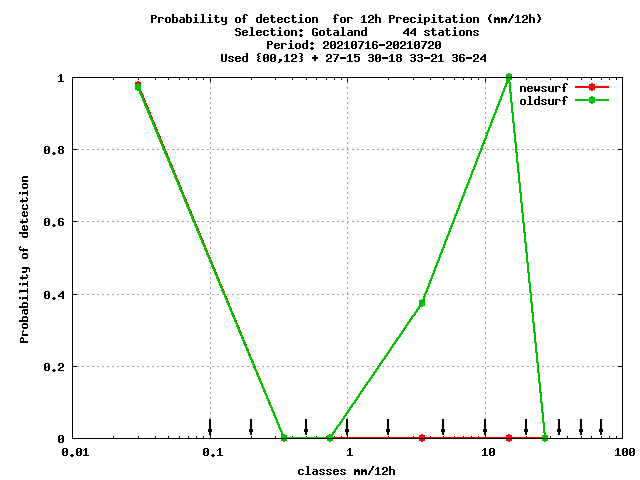 Probability of detection  for 12h Precipitation (mm/12h)
Selection: Gotaland     44 stations
Period: 20210716-20210720
Used {00,12} + 27-15 30-18 33-21 36-24
newsurf
oldsurf
1
0.8
0.6
0.4
0.2
0
Probability of detection
0.01 0.1 1 10 100
classes mm/12h